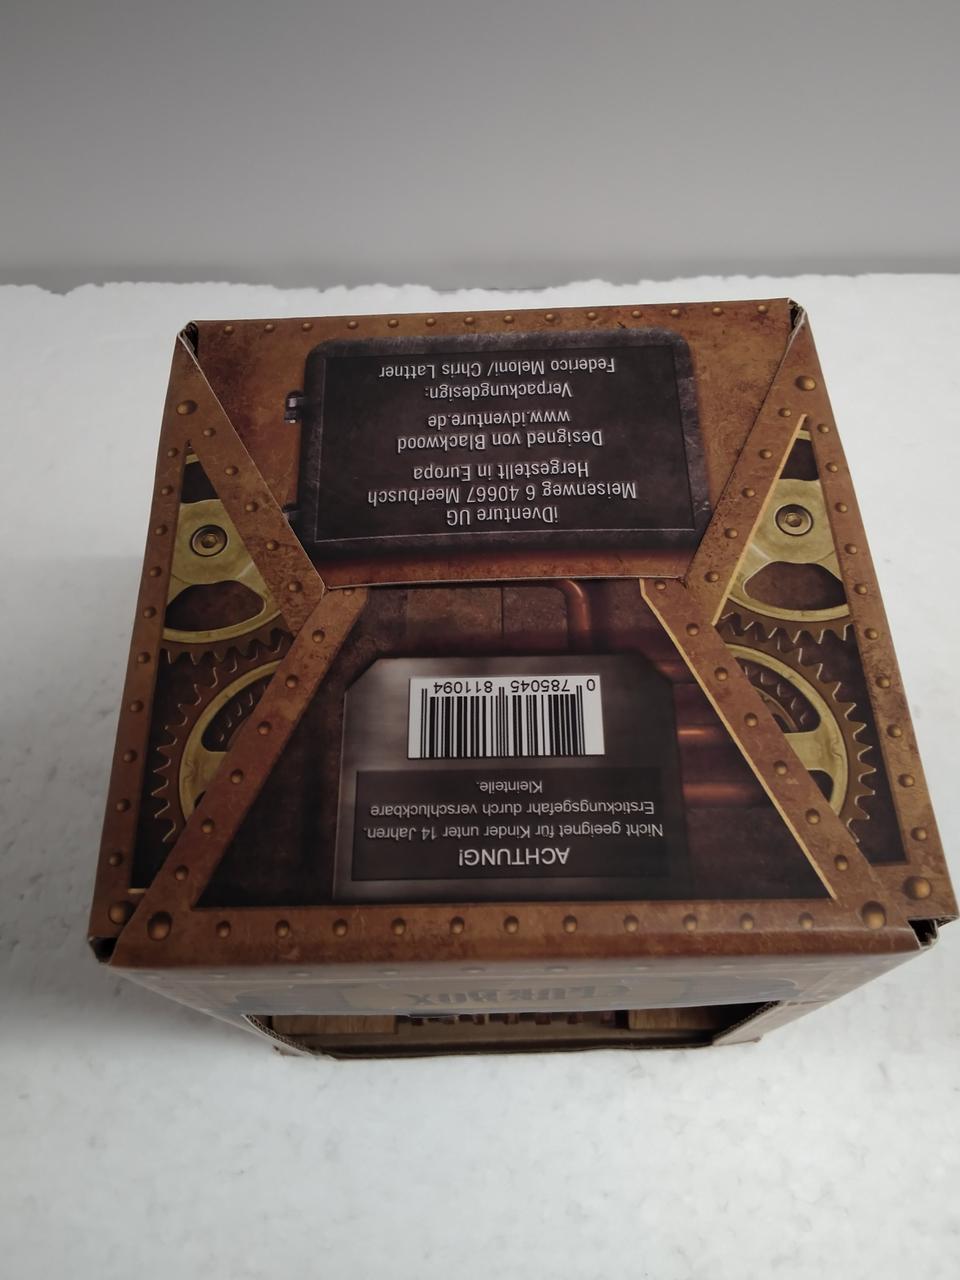 ACHTUNG!
Nicht geeignet für Kinder unter 14 Jahren.
Erstickungsgefahr durch verschluckbare
Kleinteile.
0 785045 811094
iDventure UG
Meisenweg 6 40667 Meerbusch
Hergestellt in Europa
Designed von Blackwood
www.idventure.de
Verpackungdesign:
Federico Meloni/ Chris Lattner
CLUEBOX